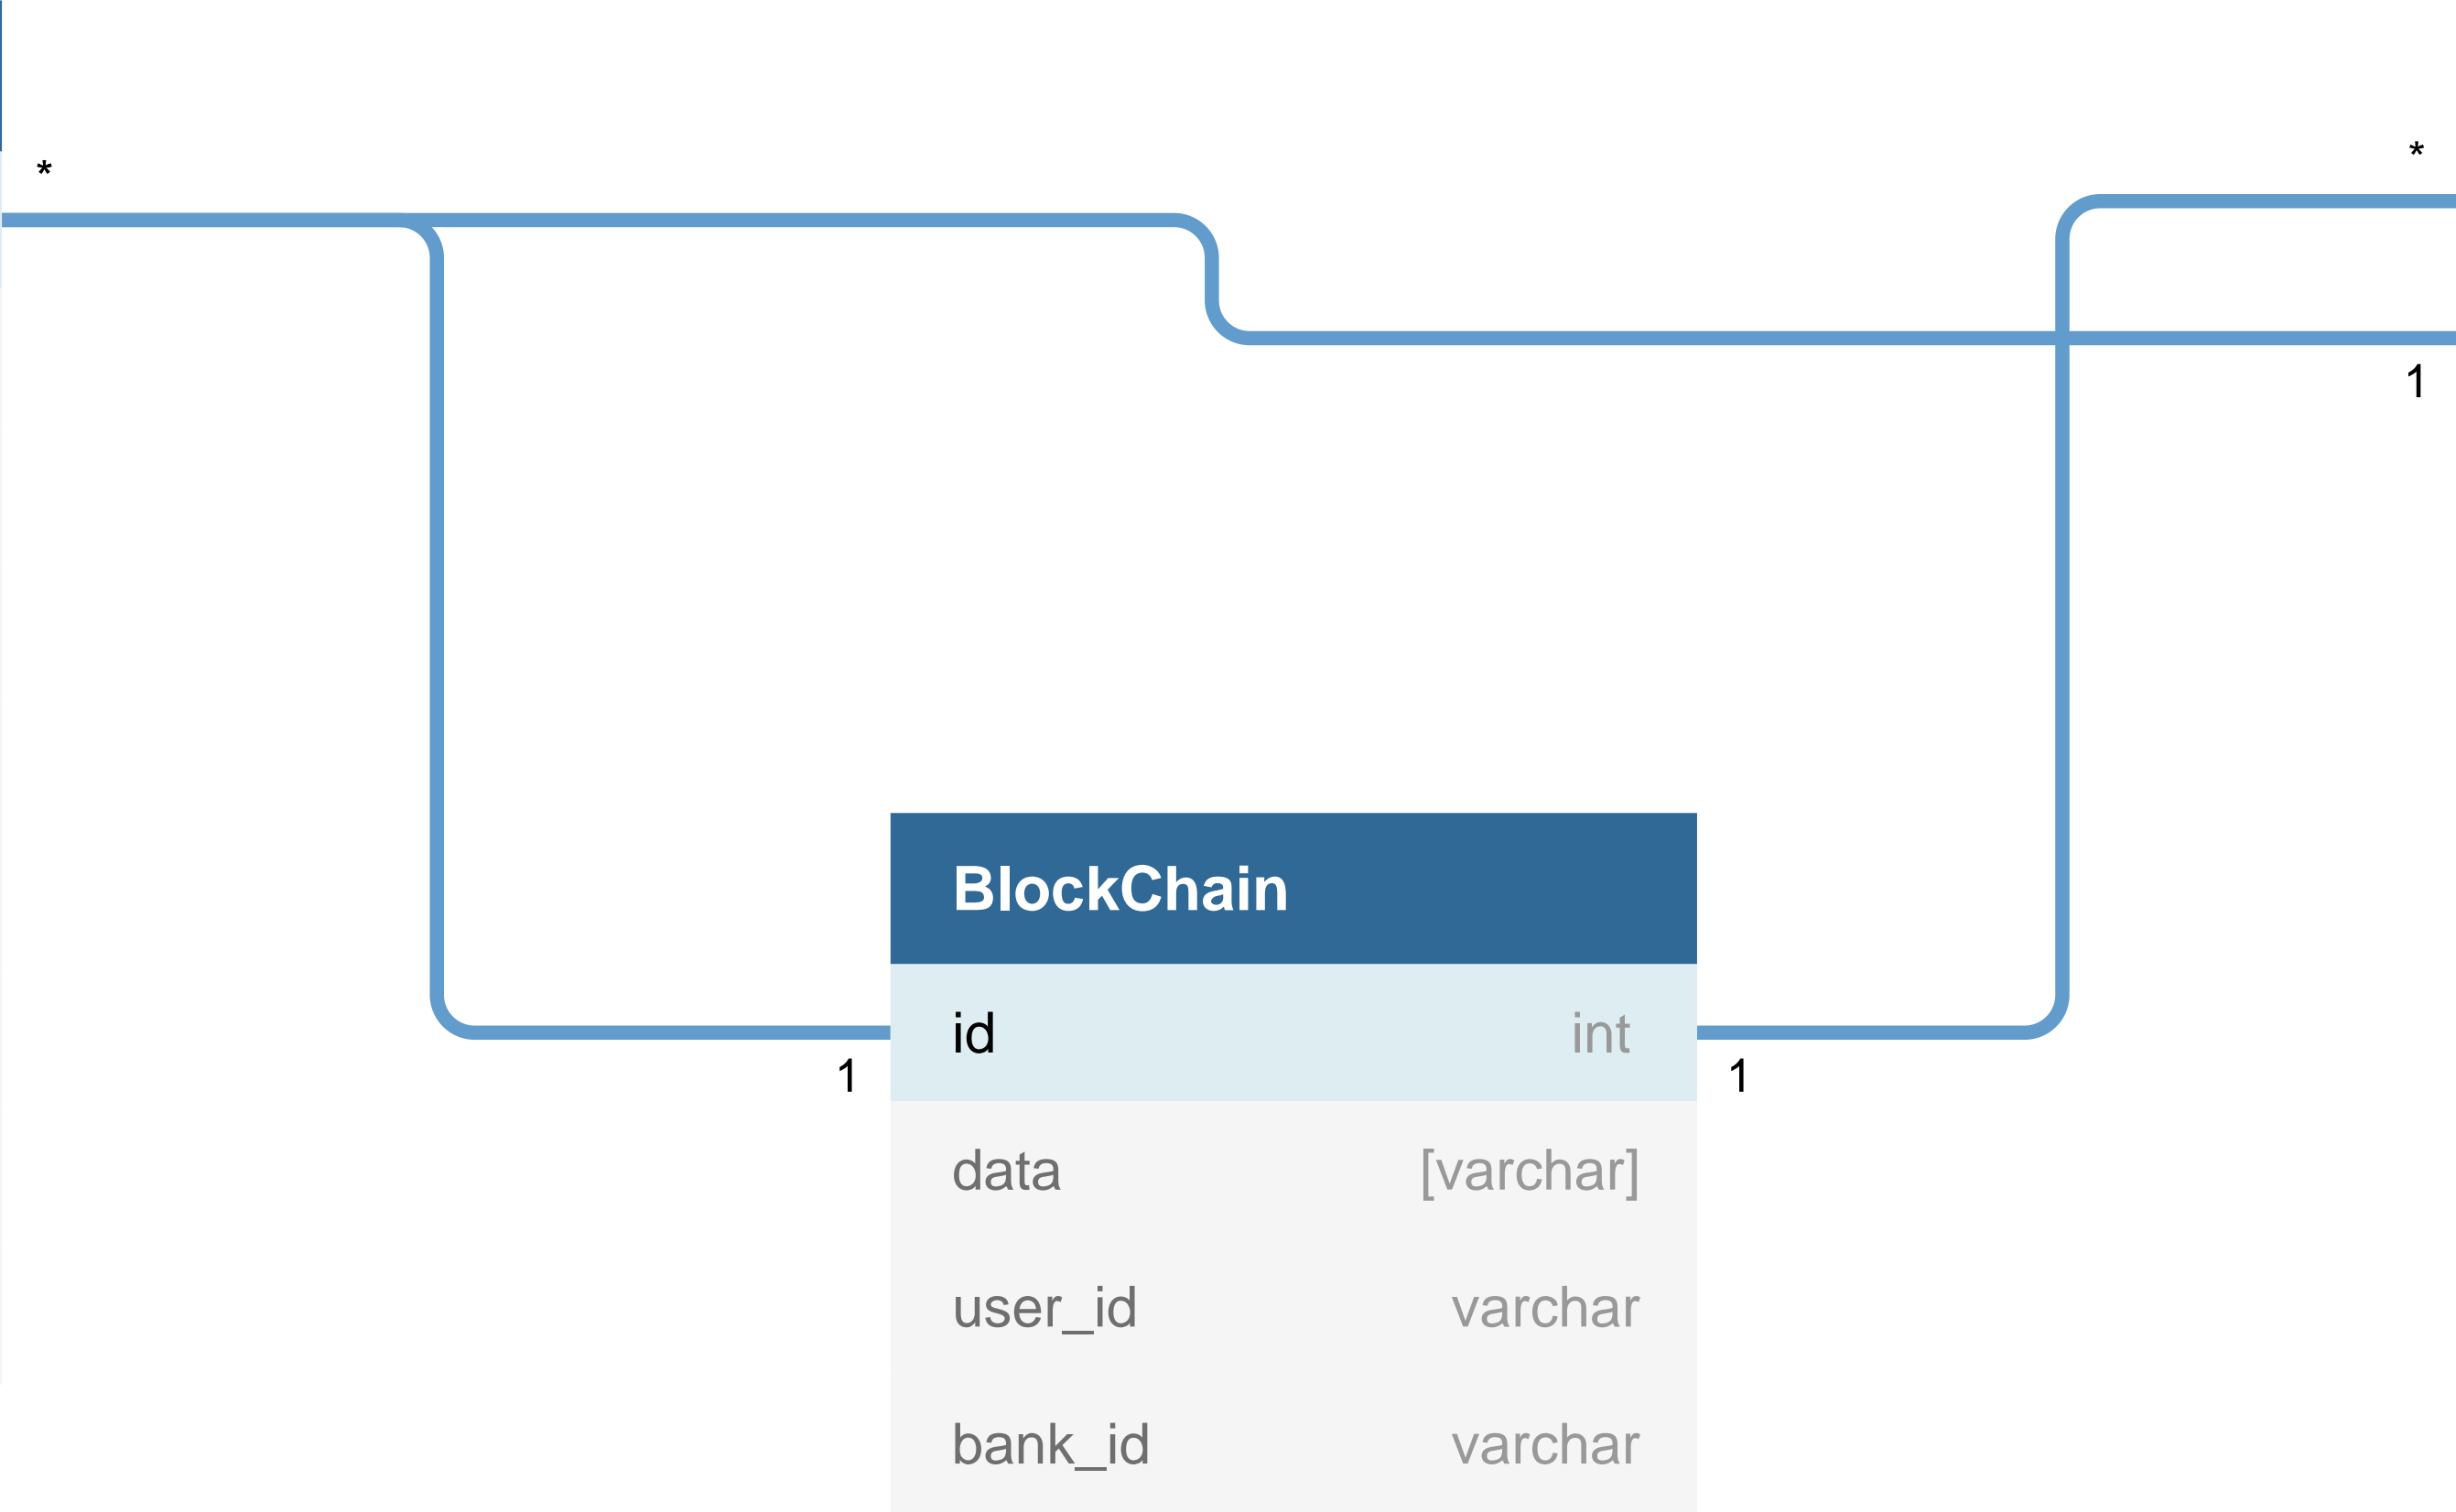 *
*
1
BlockChain
id int
1
1
data [varchar]
user_id varchar
bank_id varchar